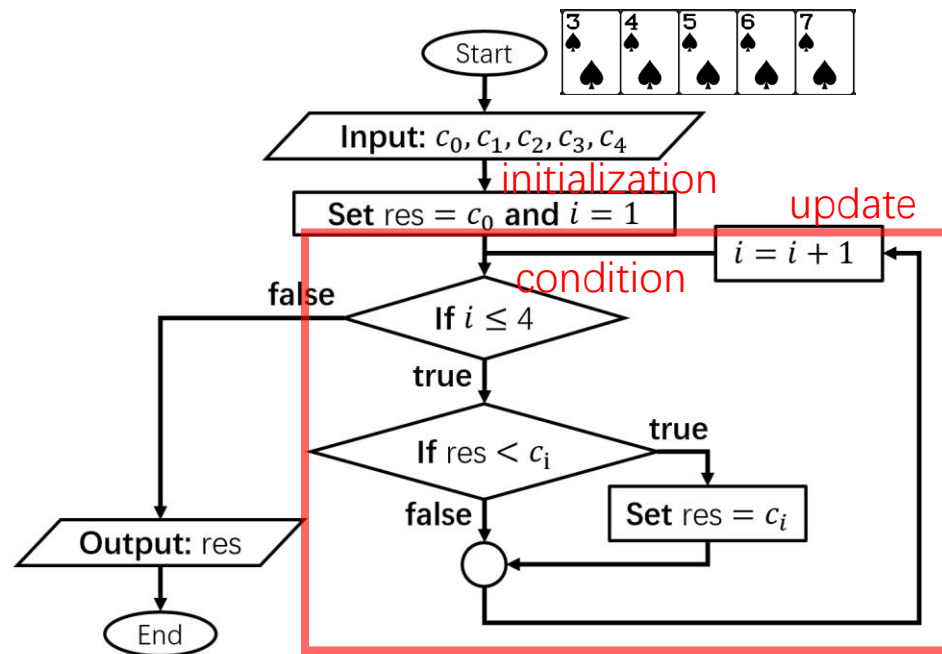 3 4 5 6 7
Start
Input: c₀, c₁, c₂, c₃, c₄
initialization
Set res = c₀ and i = 1
update
i = i + 1
condition
false
If i ≤ 4
true
If res < cᵢ
true
false
Set res = cᵢ
Output: res
End